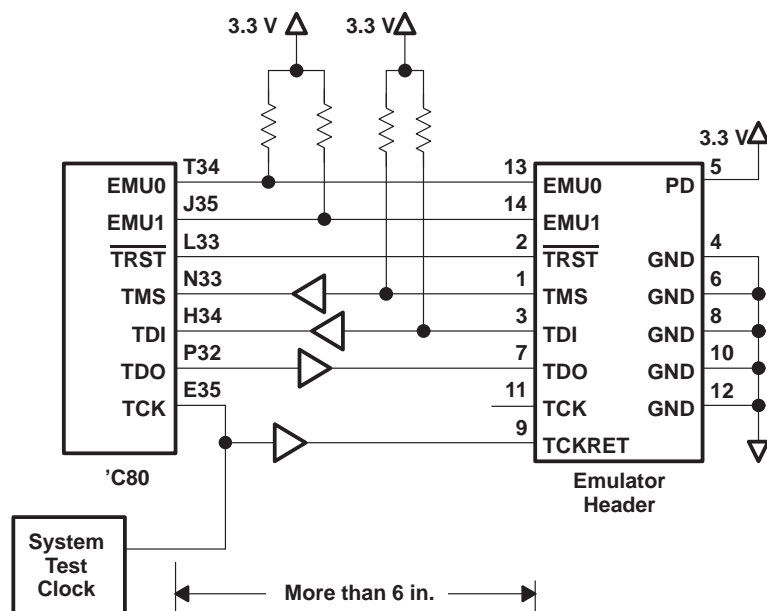 3.3 V 3.3 V
3.3 V
T34 13 5
EMU0 EMU0 PD
J35 14
EMU1 EMU1
L33 2 4
TRST TRST GND
N33 1 6
TMS TMS GND
H34 3 8
TDI TDI GND
P32 7 10
TDO TDO GND
E35 11 12
TCK TCK GND
9
TCKRET
'C80
Emulator
Header
System
Test
Clock
More than 6 in.